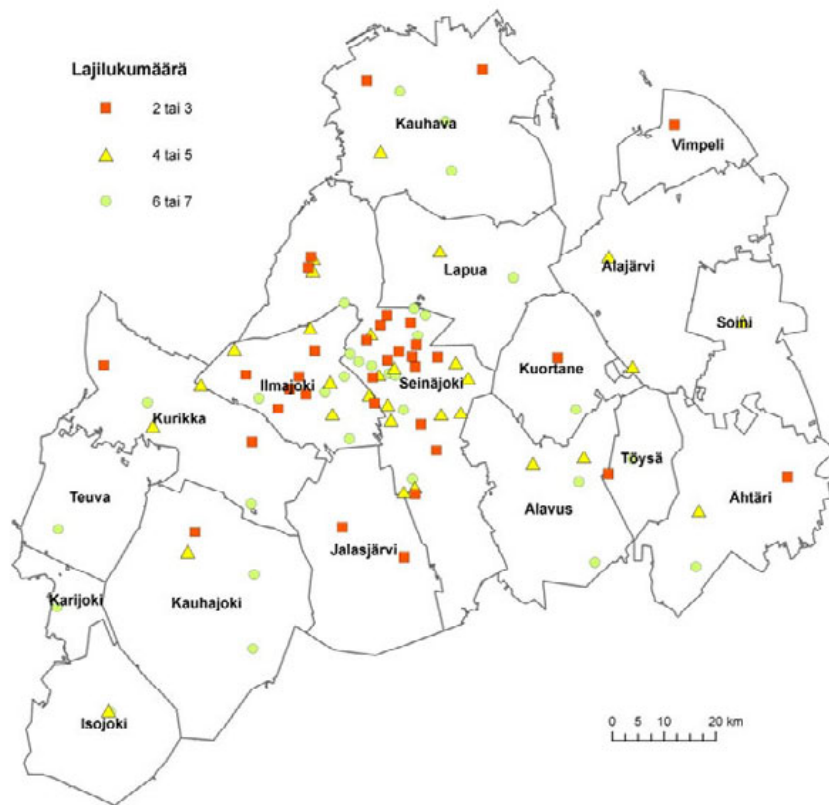 Lajilukumäärä
2 tai 3
4 tai 5
6 tai 7
Kauhava
Vimpeli
Lapua
Alajärvi
Soini
Ilmajoki
Seinäjoki
Kuortane
Kurikka
Teuva
Töysä
Ähtäri
Alavus
Jalasjärvi
Karijoki
Kauhajoki
Isojoki
0 5 10 20 km